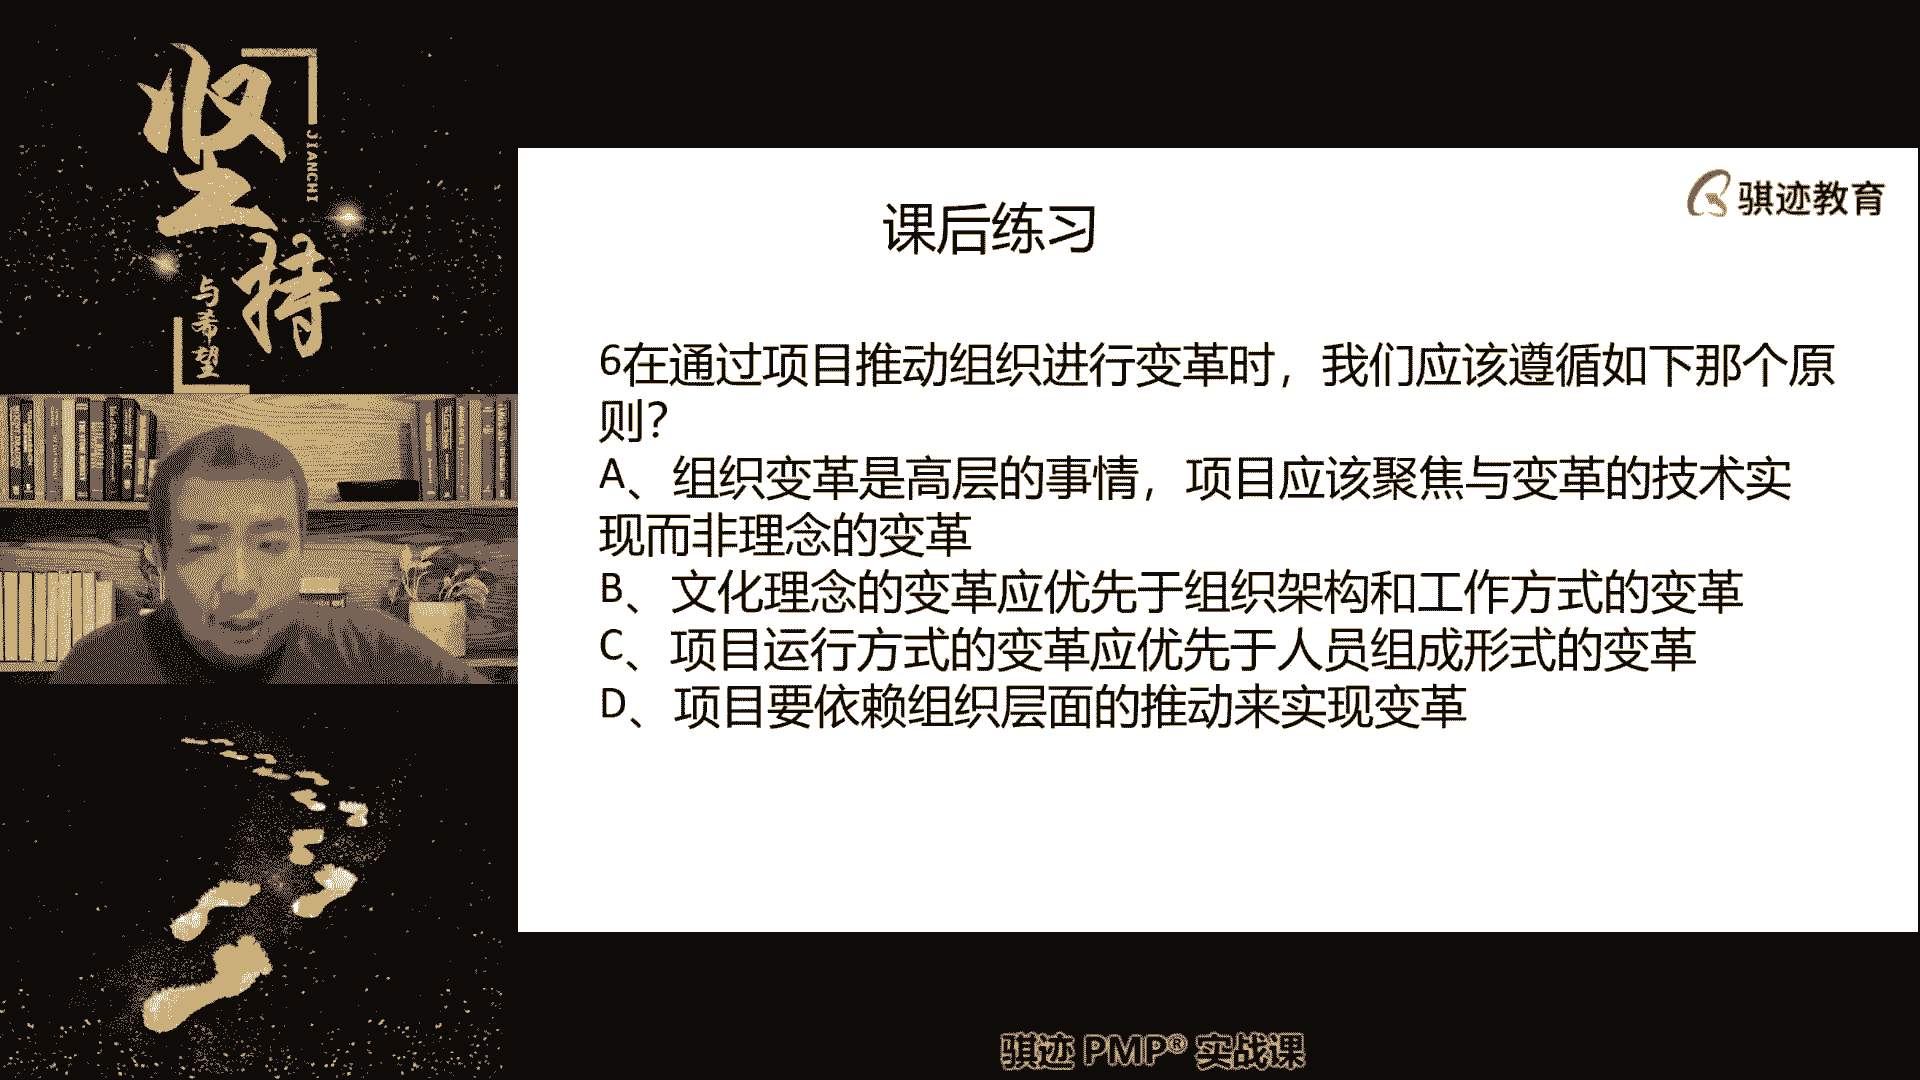 坚持
JIANCHI
与希望
骐迹教育
课后练习
6在通过项目推动组织进行变革时，我们应该遵循如下那个原
则？
A、组织变革是高层的事情，项目应该聚焦与变革的技术实
现而非理念的变革
B、文化理念的变革应优先于组织架构和工作方式的变革
C、项目运行方式的变革应优先于人员组成形式的变革
D、项目要依赖组织层面的推动来实现变革
骐迹 PMP® 实战课